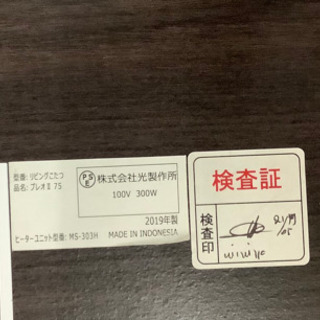 型番: リビングこたつ
品名: プレオⅡ 75
PSE
株式会社光製作所
100V 300W
2019年製
ヒーターユニット型番: MS-303H MADE IN INDONESIA
検査証
検査印